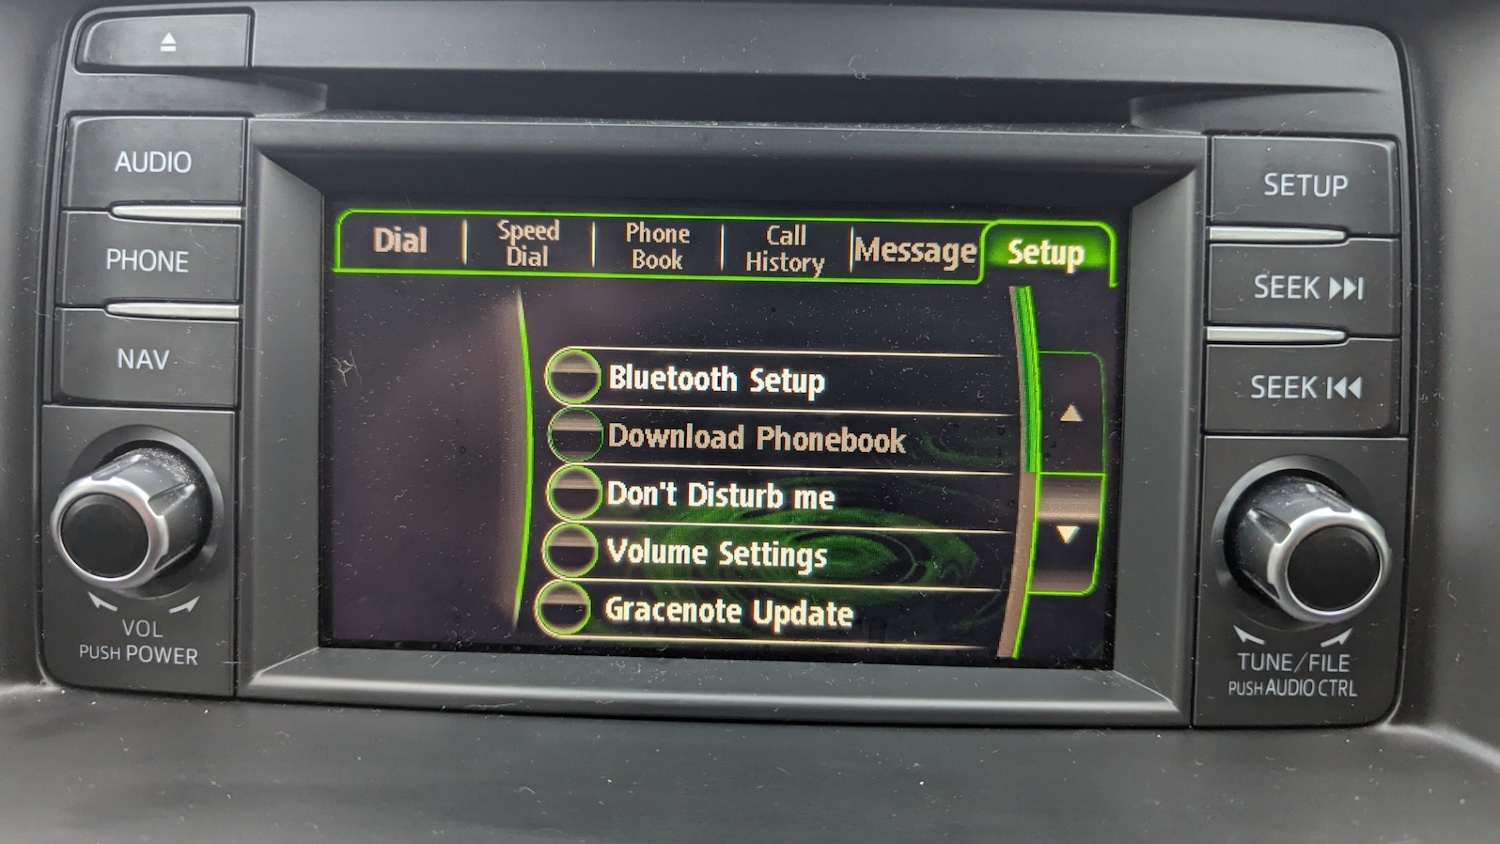 AUDIO
PHONE
NAV
VOL
PUSH POWER
Dial
Speed
Dial
Phone
Book
Call
History
Message
Setup
Bluetooth Setup
Download Phonebook
Don't Disturb me
Volume Settings
Gracenote Update
SETUP
SEEK
SEEK
TUNE/FILE
PUSH AUDIO CTRL